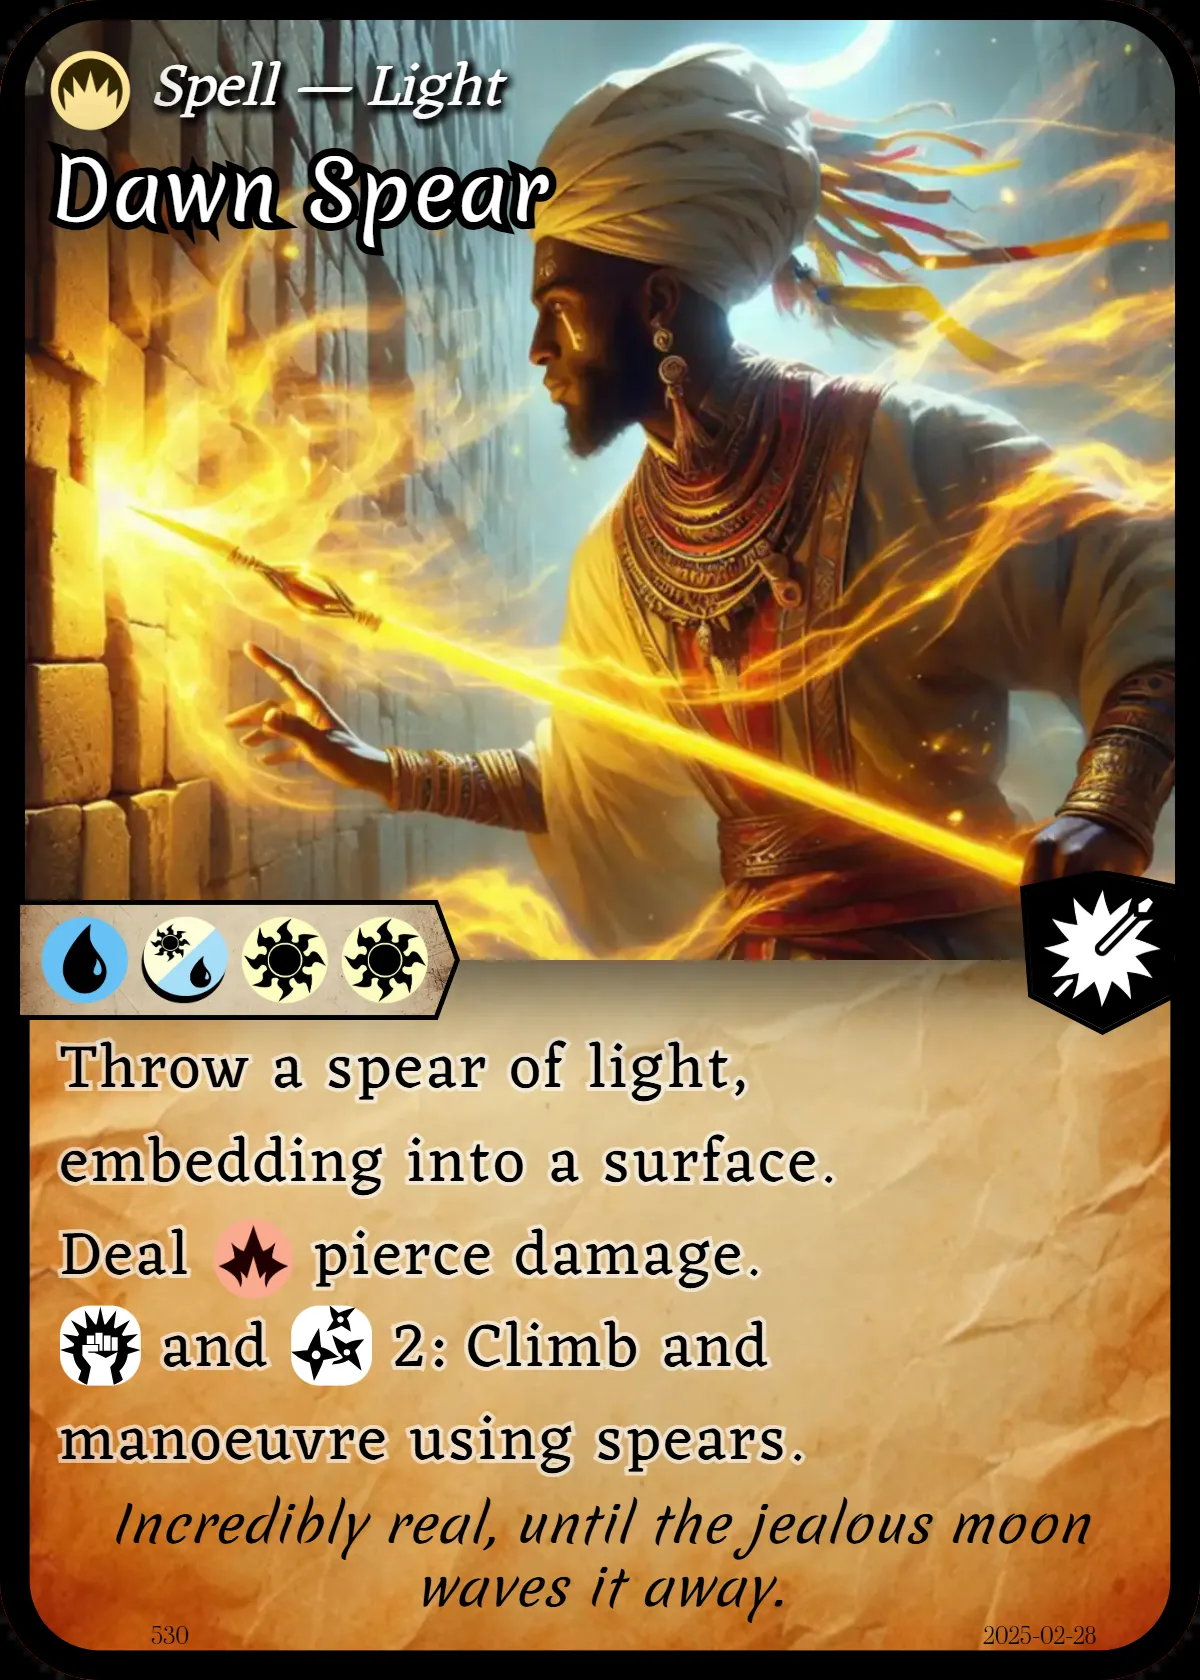 Spell — Light
Dawn Spear
Throw a spear of light,
embedding into a surface.
Deal pierce damage.
and 2: Climb and
manoeuvre using spears.
Incredibly real, until the jealous moon
waves it away.
530
2025-02-28